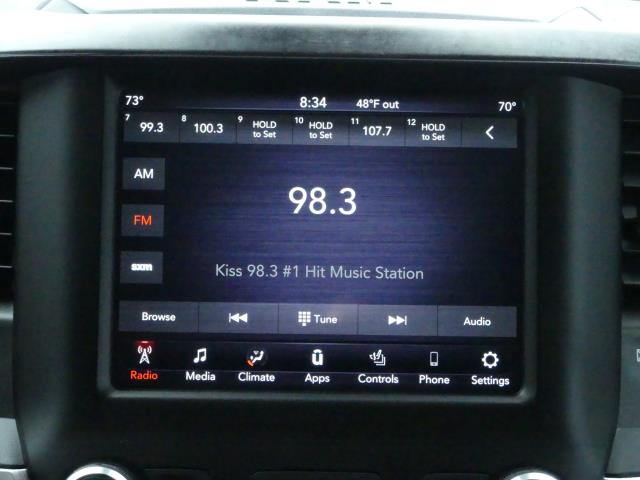 73° 8:34 48°F out 70°
7 99.3 8 100.3 9 HOLD to Set 10 HOLD to Set 11 107.7 12 HOLD to Set
AM
98.3
FM
sxm
Kiss 98.3 #1 Hit Music Station
Browse Tune Audio
Radio Media Climate Apps Controls Phone Settings